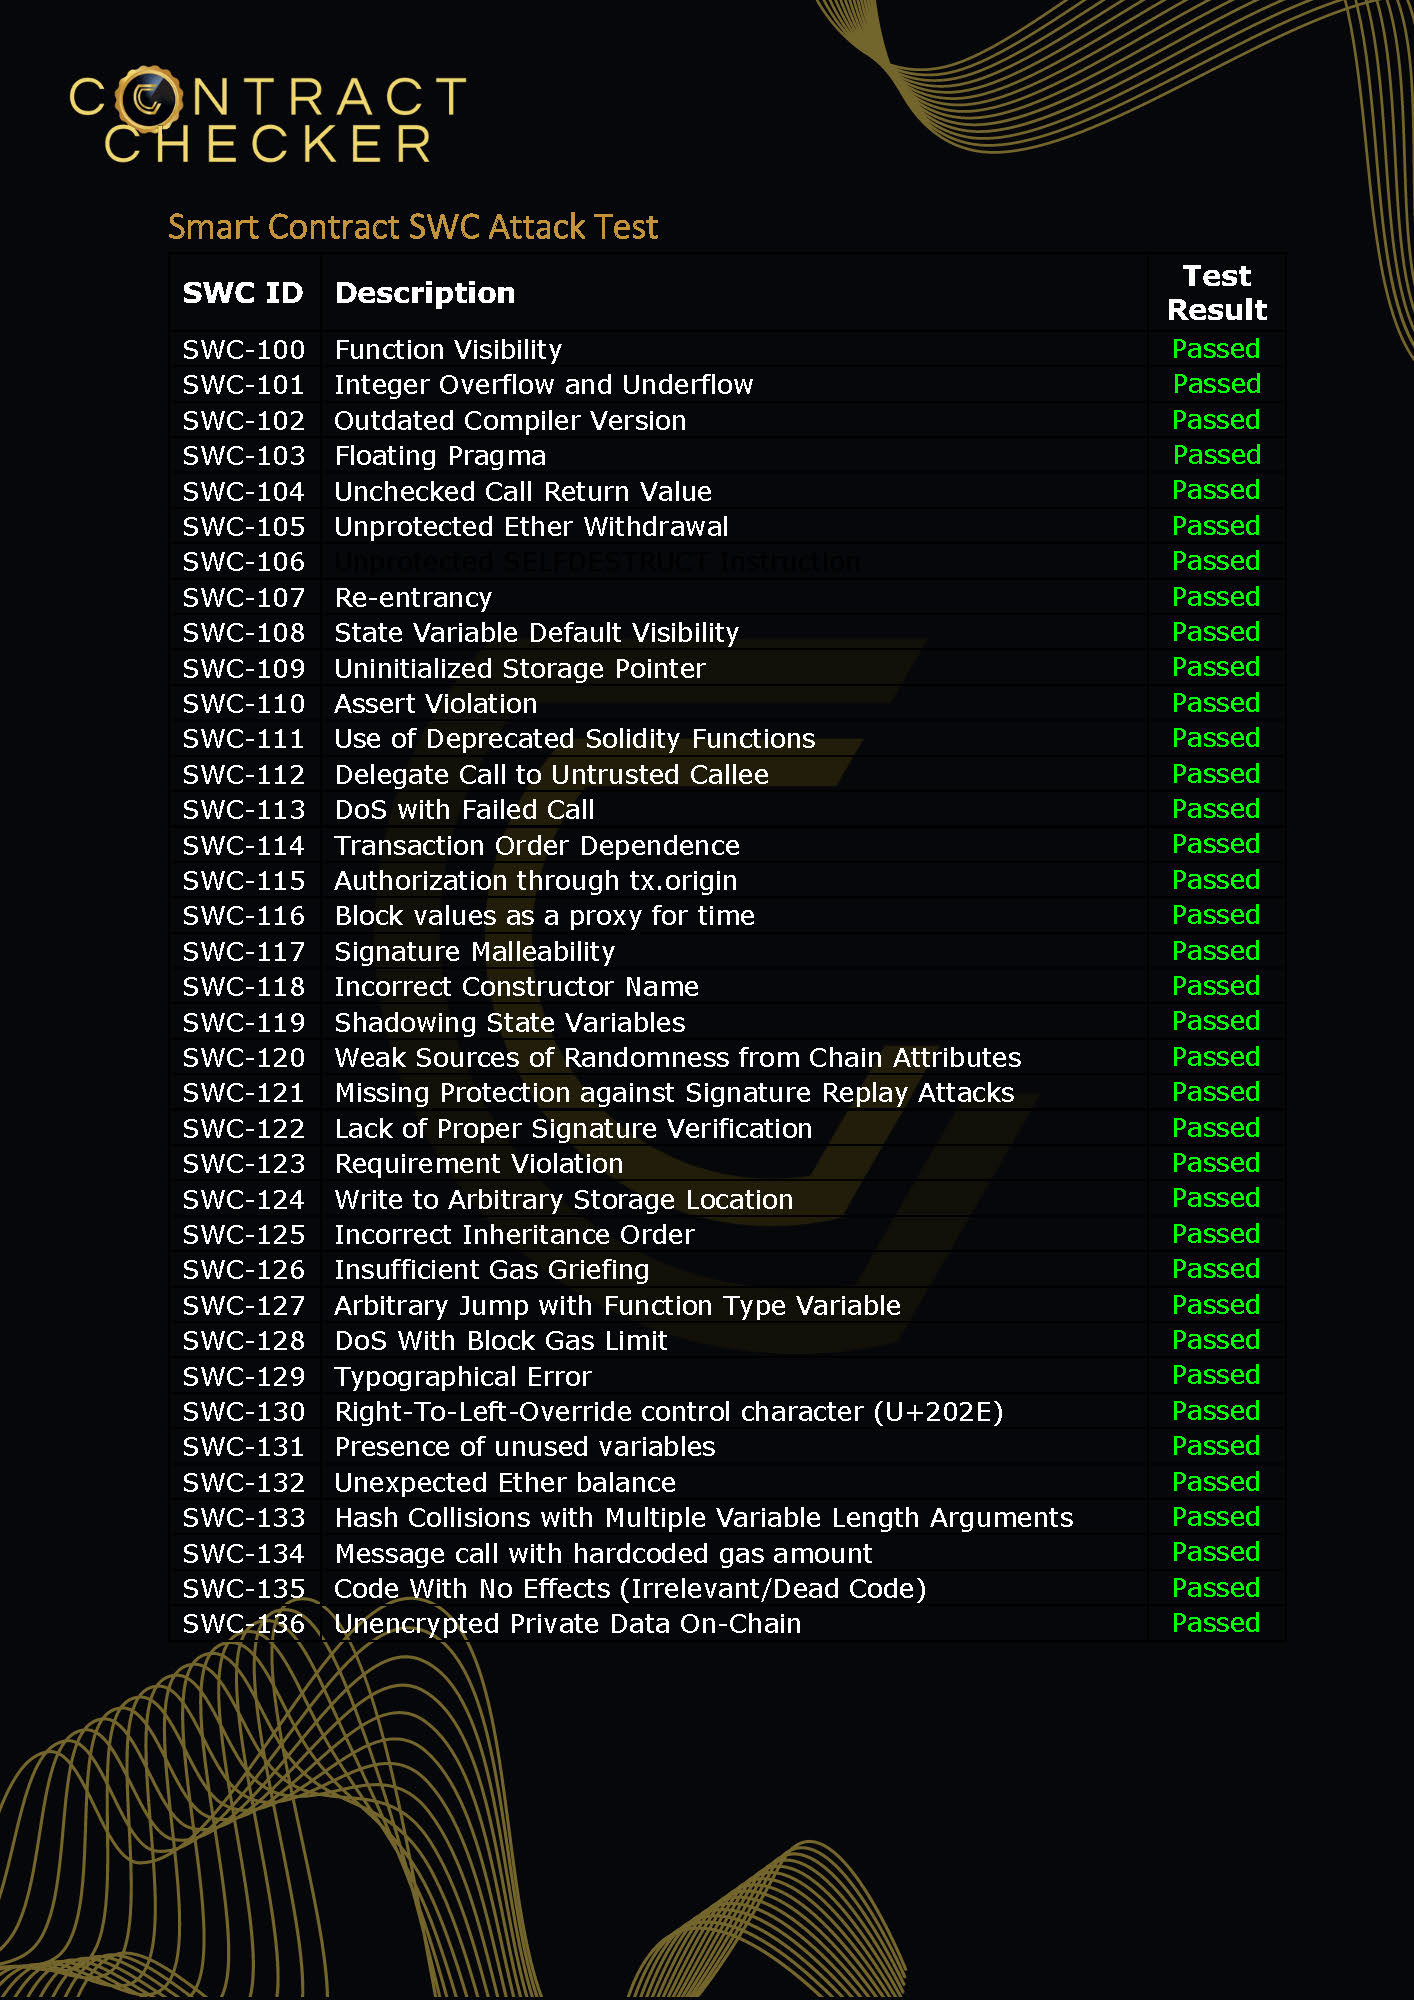 CONTRACT
CHECKER
Smart Contract SWC Attack Test
SWC ID Description Test Result
SWC-100 Function Visibility Passed
SWC-101 Integer Overflow and Underflow Passed
SWC-102 Outdated Compiler Version Passed
SWC-103 Floating Pragma Passed
SWC-104 Unchecked Call Return Value Passed
SWC-105 Unprotected Ether Withdrawal Passed
SWC-106 Unprotected SELFDESTRUCT Instruction Passed
SWC-107 Re-entrancy Passed
SWC-108 State Variable Default Visibility Passed
SWC-109 Uninitialized Storage Pointer Passed
SWC-110 Assert Violation Passed
SWC-111 Use of Deprecated Solidity Functions Passed
SWC-112 Delegate Call to Untrusted Callee Passed
SWC-113 DoS with Failed Call Passed
SWC-114 Transaction Order Dependence Passed
SWC-115 Authorization through tx.origin Passed
SWC-116 Block values as a proxy for time Passed
SWC-117 Signature Malleability Passed
SWC-118 Incorrect Constructor Name Passed
SWC-119 Shadowing State Variables Passed
SWC-120 Weak Sources of Randomness from Chain Attributes Passed
SWC-121 Missing Protection against Signature Replay Attacks Passed
SWC-122 Lack of Proper Signature Verification Passed
SWC-123 Requirement Violation Passed
SWC-124 Write to Arbitrary Storage Location Passed
SWC-125 Incorrect Inheritance Order Passed
SWC-126 Insufficient Gas Griefing Passed
SWC-127 Arbitrary Jump with Function Type Variable Passed
SWC-128 DoS With Block Gas Limit Passed
SWC-129 Typographical Error Passed
SWC-130 Right-To-Left-Override control character (U+202E) Passed
SWC-131 Presence of unused variables Passed
SWC-132 Unexpected Ether balance Passed
SWC-133 Hash Collisions with Multiple Variable Length Arguments Passed
SWC-134 Message call with hardcoded gas amount Passed
SWC-135 Code With No Effects (Irrelevant/Dead Code) Passed
SWC-136 Unencrypted Private Data On-Chain Passed